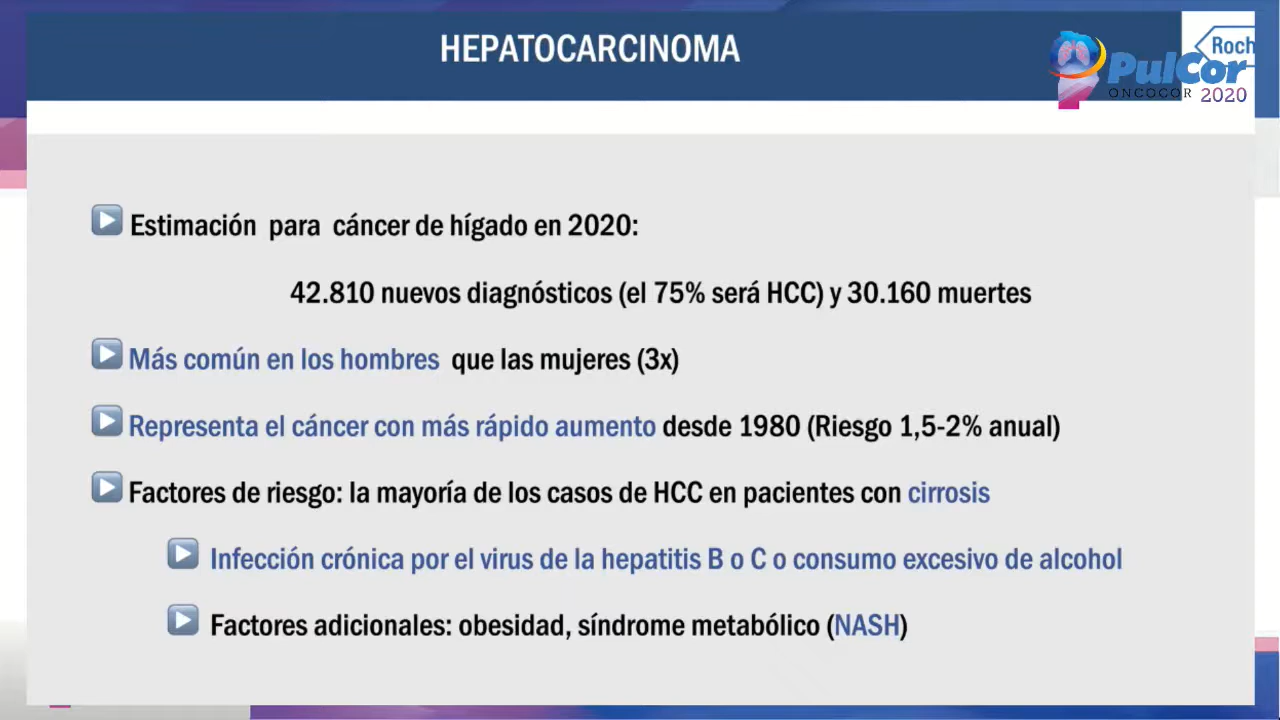 HEPATOCARCINOMA
Roch
PulCor
ONCOCOR 2020
Estimación para cáncer de hígado en 2020:
42.810 nuevos diagnósticos (el 75% será HCC) y 30.160 muertes
Más común en los hombres que las mujeres (3x)
Representa el cáncer con más rápido aumento desde 1980 (Riesgo 1,5-2% anual)
Factores de riesgo: la mayoría de los casos de HCC en pacientes con cirrosis
Infección crónica por el virus de la hepatitis B o C o consumo excesivo de alcohol
Factores adicionales: obesidad, síndrome metabólico (NASH)